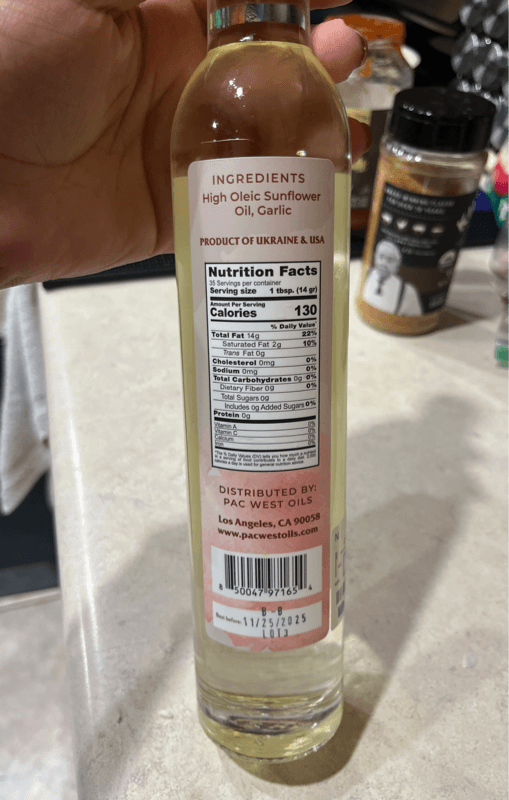 INGREDIENTS
High Oleic Sunflower
Oil, Garlic
PRODUCT OF UKRAINE & USA
Nutrition Facts
35 Servings per container
Serving size 1 tbsp. (14 gr)
Amount Per Serving
Calories 130
% Daily Value*
Total Fat 14g 22%
Saturated Fat 2g 10%
Trane Fat 0g
Cholesterol 0mg 0%
Sodium 0mg 0%
Total Carbohydrates 0g 0%
Dietary Fiber 0g 0%
Total Sugars 0g
Includes 0g Added Sugars 0%
Protein 0g
Vitamin A 0%
Vitamin C 0%
Calcium 0%
Iron 0%
DISTRIBUTED BY:
PAC WEST OILS
Los Angeles, CA 90058
www.pacwestoils.com
8 50047 97165 4
B-B
Best before: 11/25/2025
LOT3